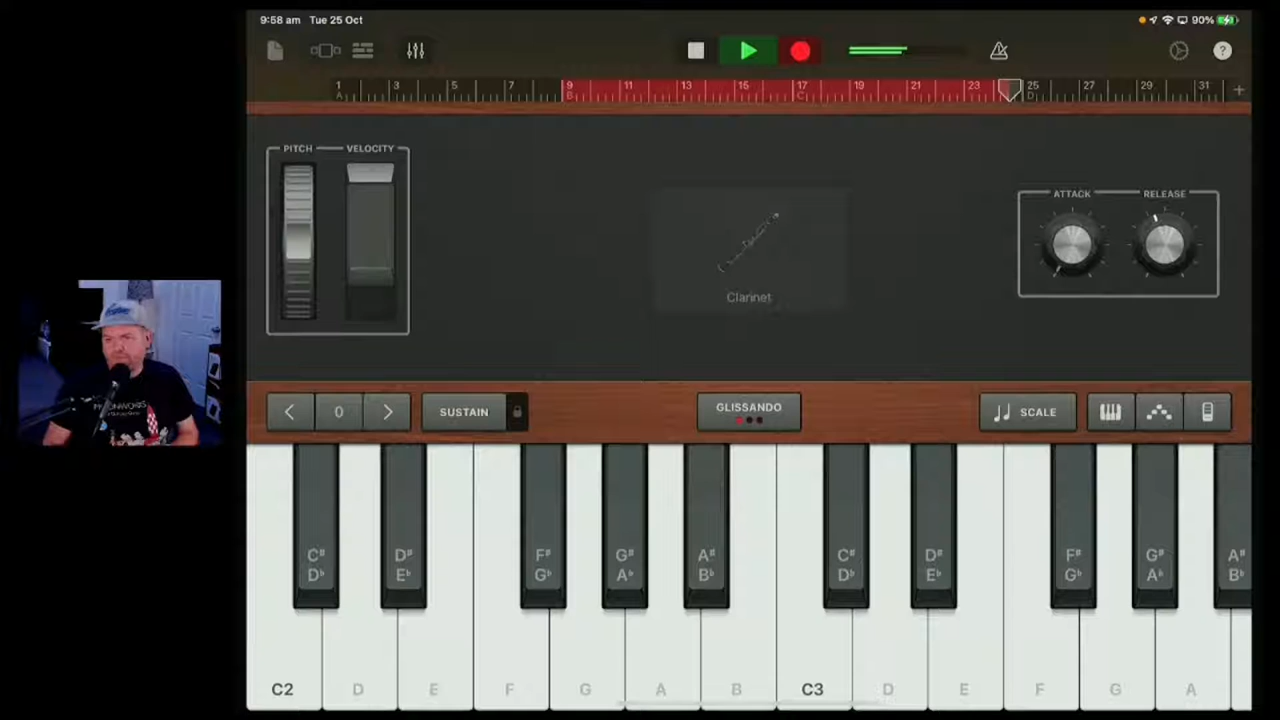 9:58 am Tue 25 Oct
90%
?
1 3 5 7 9 11 13 15 17 19 21 23 25 27 29 31 +
A B C D
PITCH VELOCITY
ATTACK RELEASE
Clarinet
0 SUSTAIN GLISSANDO SCALE
C# D# F# G# A# C# D# F# G# A#
D♭ E♭ G♭ A♭ B♭ D♭ E♭ G♭ A♭ B♭
C2 D E F G A B C3 D E F G A